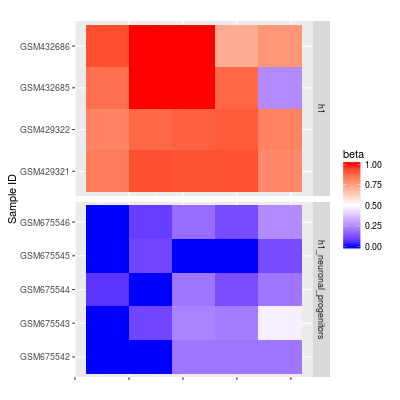 GSM432686
GSM432685
GSM429322
GSM429321
h1
GSM675546
GSM675545
GSM675544
GSM675543
GSM675542
h1_neuronal_progenitors
Sample ID
beta
1.00
0.75
0.50
0.25
0.00